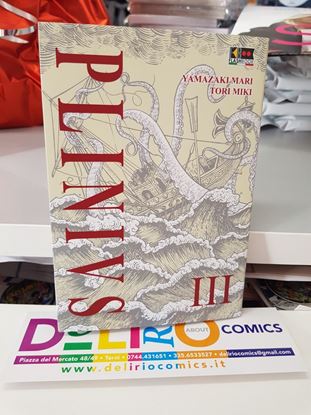 FLASHBOOK
YAMAZAKI MARI
TORI MIKI
PLINIVS
III
DELIRIO
ABOUT
COMICS
Piazza del Mercato 48/49 • Terni • 0744.431651 • 335.6533527 • deliriocomics@gmail.com
www.deliriocomics.it